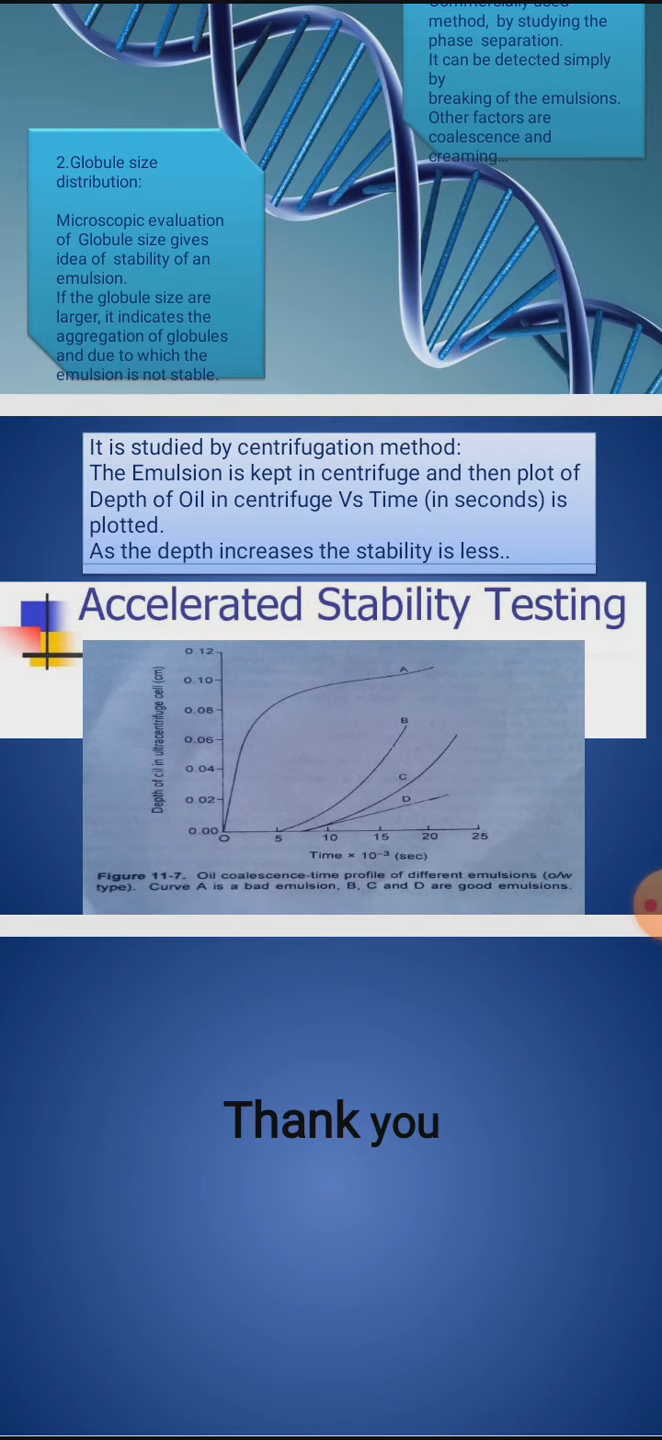 Commercially used
method, by studying the
phase separation.
It can be detected simply
by
breaking of the emulsions.
Other factors are
coalescence and
creaming...
2.Globule size
distribution:
Microscopic evaluation
of Globule size gives
idea of stability of an
emulsion.
If the globule size are
larger, it indicates the
aggregation of globules
and due to which the
emulsion is not stable.
It is studied by centrifugation method:
The Emulsion is kept in centrifuge and then plot of
Depth of Oil in centrifuge Vs Time (in seconds) is
plotted.
As the depth increases the stability is less..
Accelerated Stability Testing
Depth of oil in ultracentrifuge cell (cm)
0.12
0.10
0.08
0.06
0.04
0.02
0.00
A
B
C
D
0 5 10 15 20 25
Time × 10⁻³ (sec)
Figure 11-7. Oil coalescence-time profile of different emulsions (o/w
type). Curve A is a bad emulsion, B, C and D are good emulsions.
Thank you